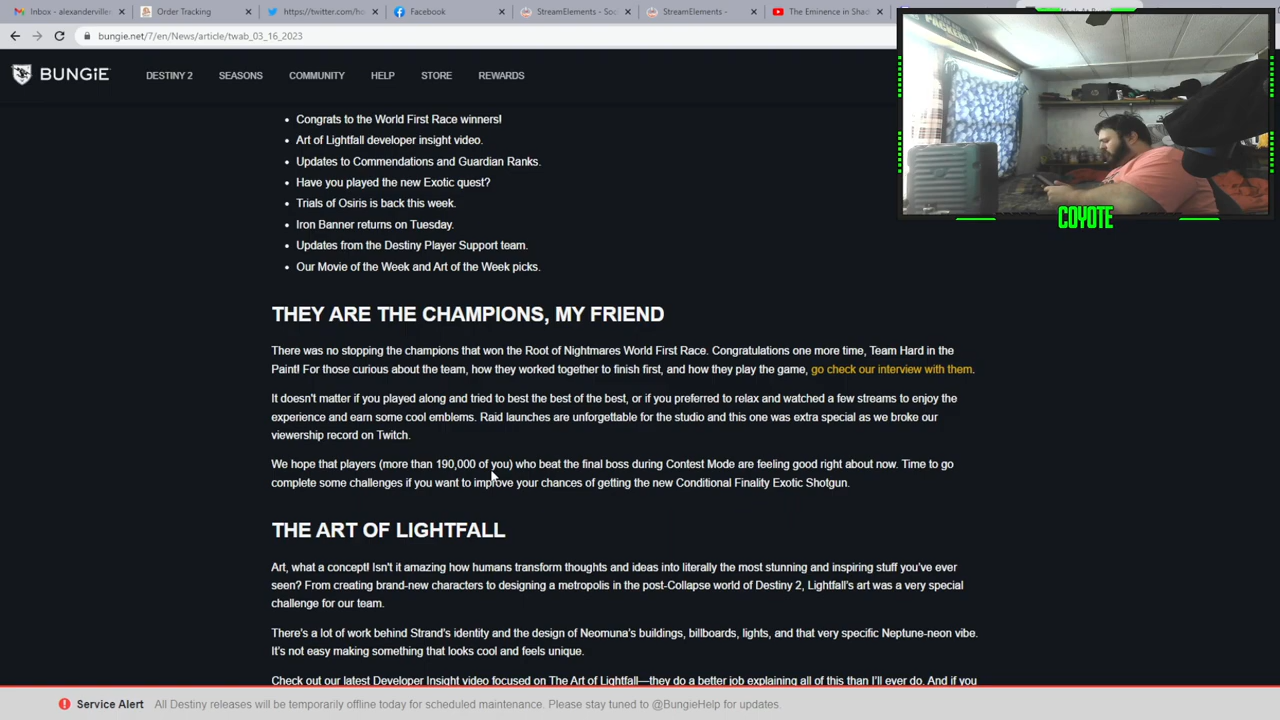 Inbox - alexanderviller
Order Tracking
https://twitter.com/ho
Facebook
StreamElements - Soc
StreamElements -
The Eminence in Shac
bungie.net/7/en/News/article/twab_03_16_2023
PACKERS
BUNGIE
DESTINY 2
SEASONS
COMMUNITY
HELP
STORE
REWARDS
COYOTE
• Congrats to the World First Race winners!
• Art of Lightfall developer insight video.
• Updates to Commendations and Guardian Ranks.
• Have you played the new Exotic quest?
• Trials of Osiris is back this week.
• Iron Banner returns on Tuesday.
• Updates from the Destiny Player Support team.
• Our Movie of the Week and Art of the Week picks.
THEY ARE THE CHAMPIONS, MY FRIEND
There was no stopping the champions that won the Root of Nightmares World First Race. Congratulations one more time, Team Hard in the
Paint! For those curious about the team, how they worked together to finish first, and how they play the game, go check our interview with them.
It doesn't matter if you played along and tried to best the best of the best, or if you preferred to relax and watched a few streams to enjoy the
experience and earn some cool emblems. Raid launches are unforgettable for the studio and this one was extra special as we broke our
viewership record on Twitch.
We hope that players (more than 190,000 of you) who beat the final boss during Contest Mode are feeling good right about now. Time to go
complete some challenges if you want to improve your chances of getting the new Conditional Finality Exotic Shotgun.
THE ART OF LIGHTFALL
Art, what a concept! Isn't it amazing how humans transform thoughts and ideas into literally the most stunning and inspiring stuff you've ever
seen? From creating brand-new characters to designing a metropolis in the post-Collapse world of Destiny 2, Lightfall's art was a very special
challenge for our team.
There's a lot of work behind Strand's identity and the design of Neomuna's buildings, billboards, lights, and that very specific Neptune-neon vibe.
It's not easy making something that looks cool and feels unique.
Check out our latest Developer Insight video focused on The Art of Lightfall—they do a better job explaining all of this than I'll ever do. And if you
Service Alert
All Destiny releases will be temporarily offline today for scheduled maintenance. Please stay tuned to @BungieHelp for updates.